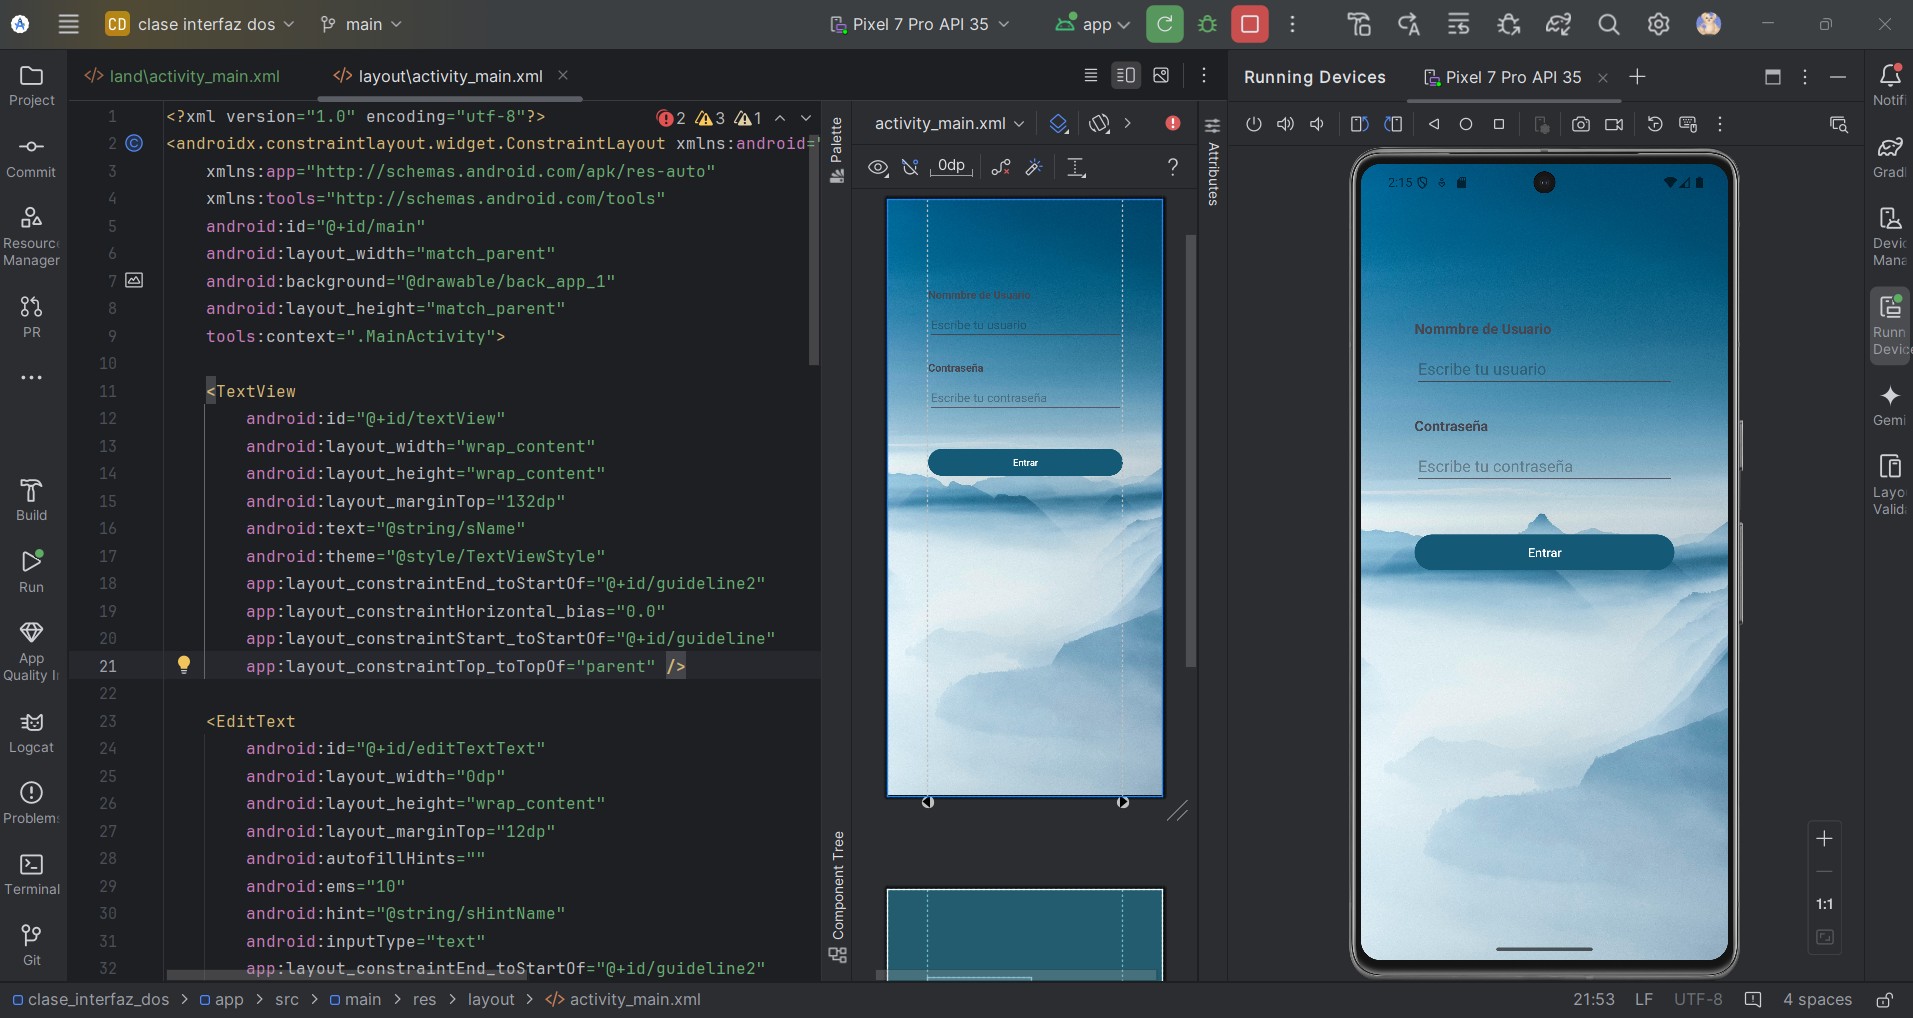 CD clase interfaz dos main Pixel 7 Pro API 35 app
land\activity_main.xml layout\activity_main.xml
Running Devices Pixel 7 Pro API 35
Project
Commit
Resourc
Manager
PR
Build
Run
App
Quality I
Logcat
Problem
Terminal
Git
2 3 1
1 <?xml version="1.0" encoding="utf-8"?>
2 <androidx.constraintlayout.widget.ConstraintLayout xmlns:android="
3 xmlns:app="http://schemas.android.com/apk/res-auto"
4 xmlns:tools="http://schemas.android.com/tools"
5 android:id="@+id/main"
6 android:layout_width="match_parent"
7 android:background="@drawable/back_app_1"
8 android:layout_height="match_parent"
9 tools:context=".MainActivity">
10
11 <TextView
12 android:id="@+id/textView"
13 android:layout_width="wrap_content"
14 android:layout_height="wrap_content"
15 android:layout_marginTop="132dp"
16 android:text="@string/sName"
17 android:theme="@style/TextViewStyle"
18 app:layout_constraintEnd_toStartOf="@+id/guideline2"
19 app:layout_constraintHorizontal_bias="0.0"
20 app:layout_constraintStart_toStartOf="@+id/guideline"
21 app:layout_constraintTop_toTopOf="parent" />
22
23 <EditText
24 android:id="@+id/editTextText"
25 android:layout_width="0dp"
26 android:layout_height="wrap_content"
27 android:layout_marginTop="12dp"
28 android:autofillHints=""
29 android:ems="10"
30 android:hint="@string/sHintName"
31 android:inputType="text"
32 app:layout_constraintEnd_toStartOf="@+id/guideline2"
Palette
Component Tree
activity_main.xml
0dp
?
Attributes
Nommbre de Usuario
Escribe tu usuario
Contraseña
Escribe tu contraseña
Entrar
2:15
Nommbre de Usuario
Escribe tu usuario
Contraseña
Escribe tu contraseña
Entrar
1:1
Notifi
Gradl
Devic
Mana
Runn
Devic
Gemi
Layo
Valid
clase_interfaz_dos > app > src > main > res > layout > activity_main.xml
21:53 LF UTF-8 4 spaces